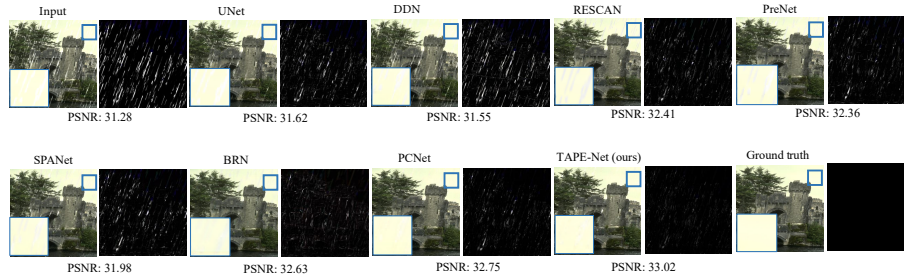 Input
UNet
DDN
RESCAN
PreNet
PSNR: 31.28
PSNR: 31.62
PSNR: 31.55
PSNR: 32.41
PSNR: 32.36
SPANet
BRN
PCNet
TAPE-Net (ours)
Ground truth
PSNR: 31.98
PSNR: 32.63
PSNR: 32.75
PSNR: 33.02